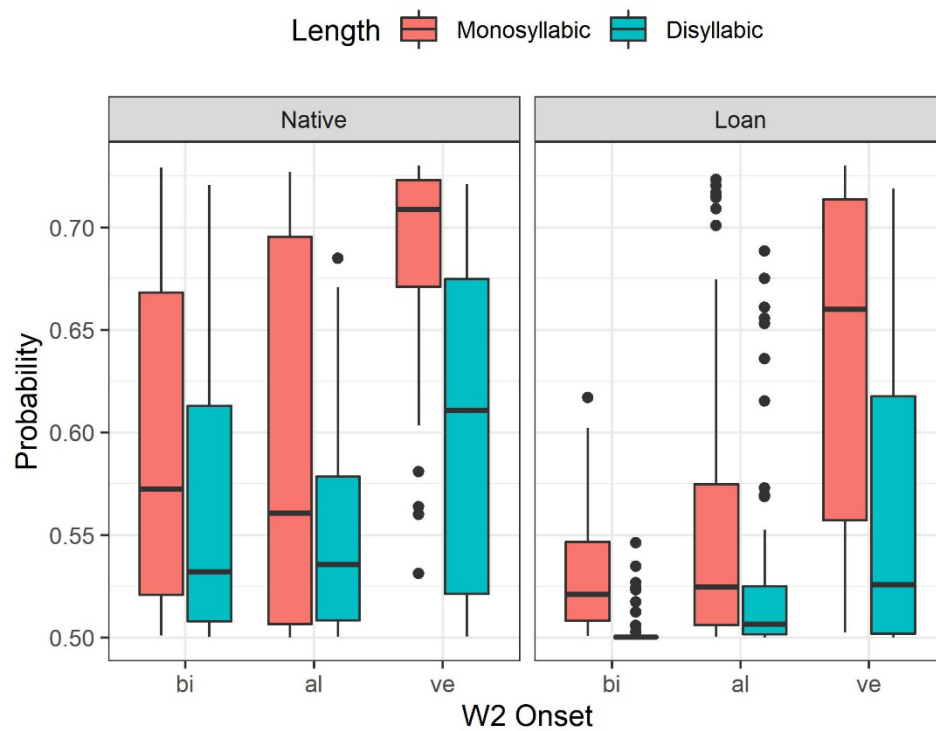 Length Monosyllabic Disyllabic
Native Loan
Probability
0.70
0.65
0.60
0.55
0.50
bi al ve bi al ve
W2 Onset